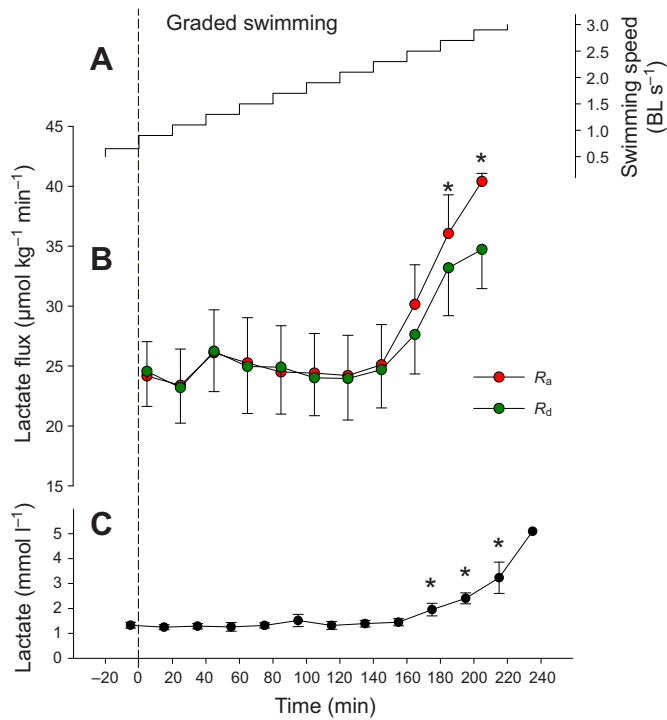 Graded swimming
A
3.0
2.5
2.0
1.5
1.0
0.5
Swimming speed
(BL s⁻¹)
45
40
35
30
25
20
15
Lactate flux (µmol kg⁻¹ min⁻¹)
B
*
*
Rₐ
R_d
C
5
4
3
2
1
0
Lactate (mmol l⁻¹)
*
*
*
–20 0 20 40 60 80 100 120 140 160 180 200 220 240
Time (min)